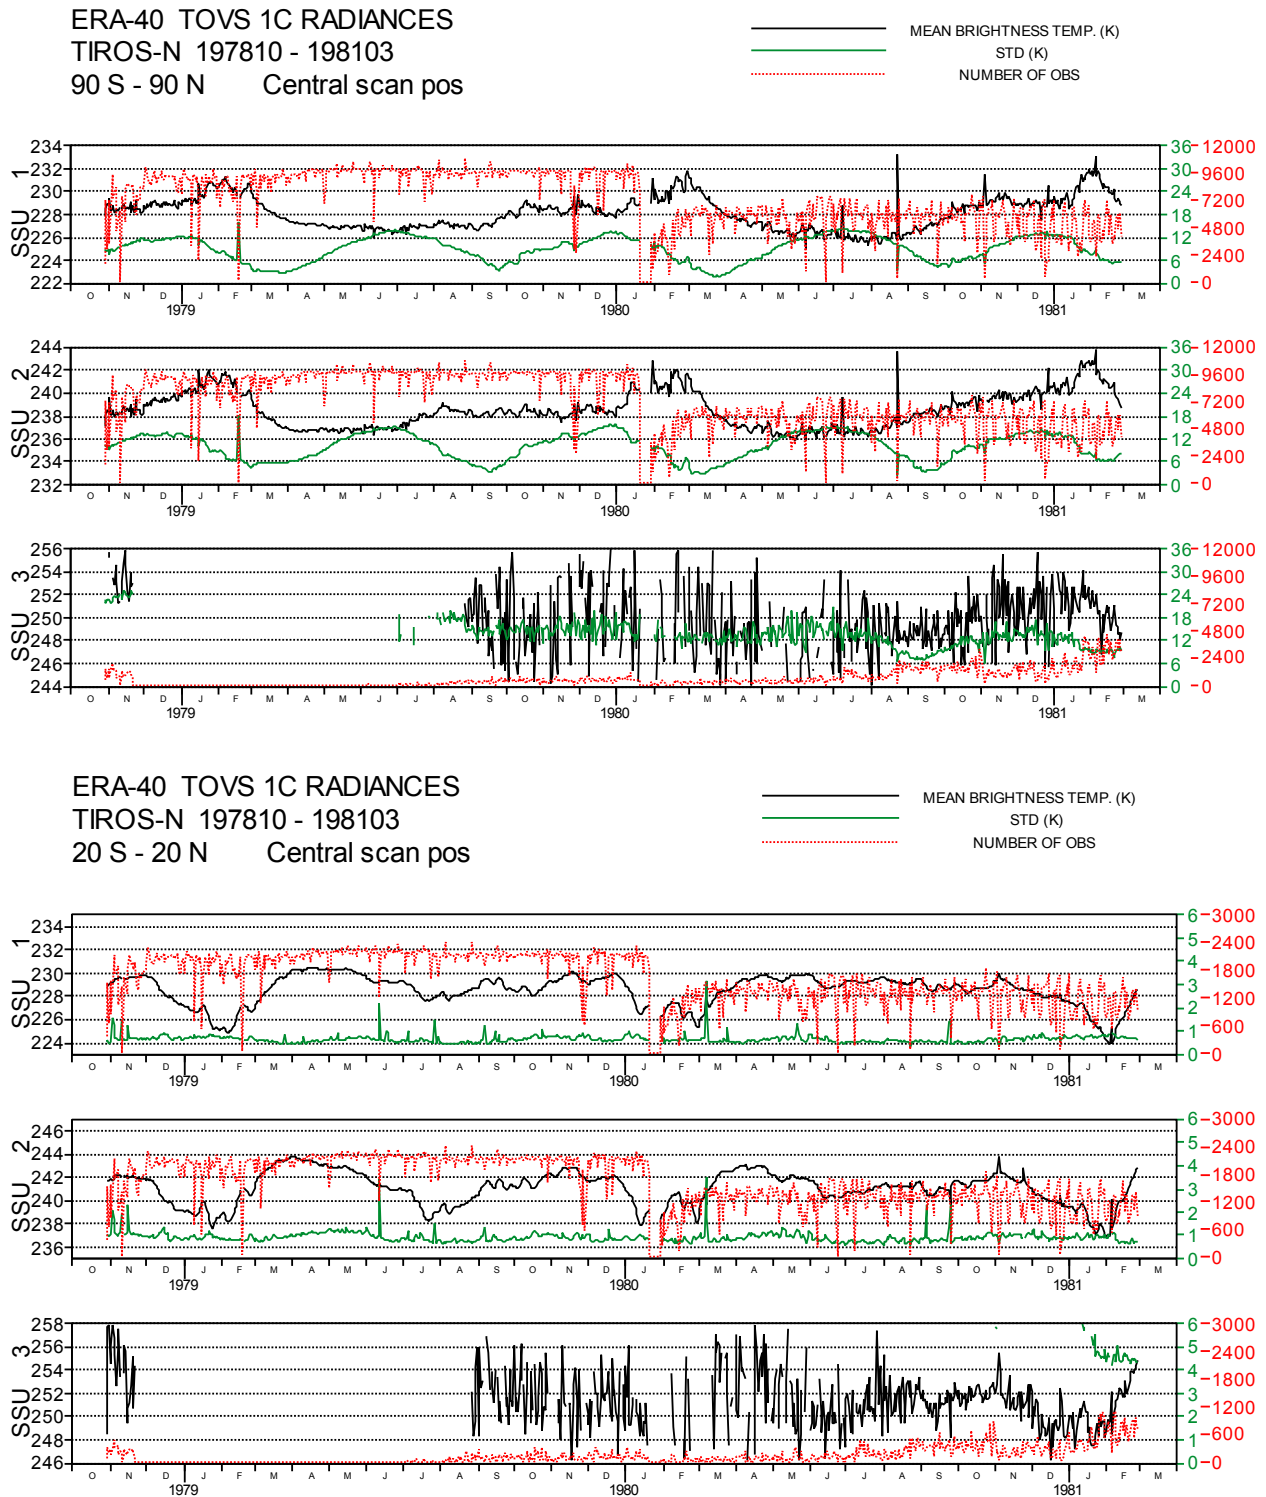 ERA-40 TOVS 1C RADIANCES
TIROS-N 197810 - 198103
90 S - 90 N Central scan pos
MEAN BRIGHTNESS TEMP. (K)
STD (K)
NUMBER OF OBS
SSU 1
234 36 12000
232 30 9600
230 24 7200
228 18 4800
226 12 2400
224 6 0
222 0
O N D J F M A M J J A S O N D J F M A M J J A S O N D J F M
1979 1980 1981
SSU 2
244 36 12000
242 30 9600
240 24 7200
238 18 4800
236 12 2400
234 6 0
232 0
O N D J F M A M J J A S O N D J F M A M J J A S O N D J F M
1979 1980 1981
SSU 3
256 36 12000
254 30 9600
252 24 7200
250 18 4800
248 12 2400
246 6 0
244 0
O N D J F M A M J J A S O N D J F M A M J J A S O N D J F M
1979 1980 1981
ERA-40 TOVS 1C RADIANCES
TIROS-N 197810 - 198103
20 S - 20 N Central scan pos
MEAN BRIGHTNESS TEMP. (K)
STD (K)
NUMBER OF OBS
SSU 1
234 6 3000
232 5 2400
230 4 1800
228 3 1200
226 2 600
224 1 0
0
O N D J F M A M J J A S O N D J F M A M J J A S O N D J F M
1979 1980 1981
SSU 2
246 6 3000
244 5 2400
242 4 1800
240 3 1200
238 2 600
236 1 0
0
O N D J F M A M J J A S O N D J F M A M J J A S O N D J F M
1979 1980 1981
SSU 3
258 6 3000
256 5 2400
254 4 1800
252 3 1200
250 2 600
248 1 0
246 0
O N D J F M A M J J A S O N D J F M A M J J A S O N D J F M
1979 1980 1981